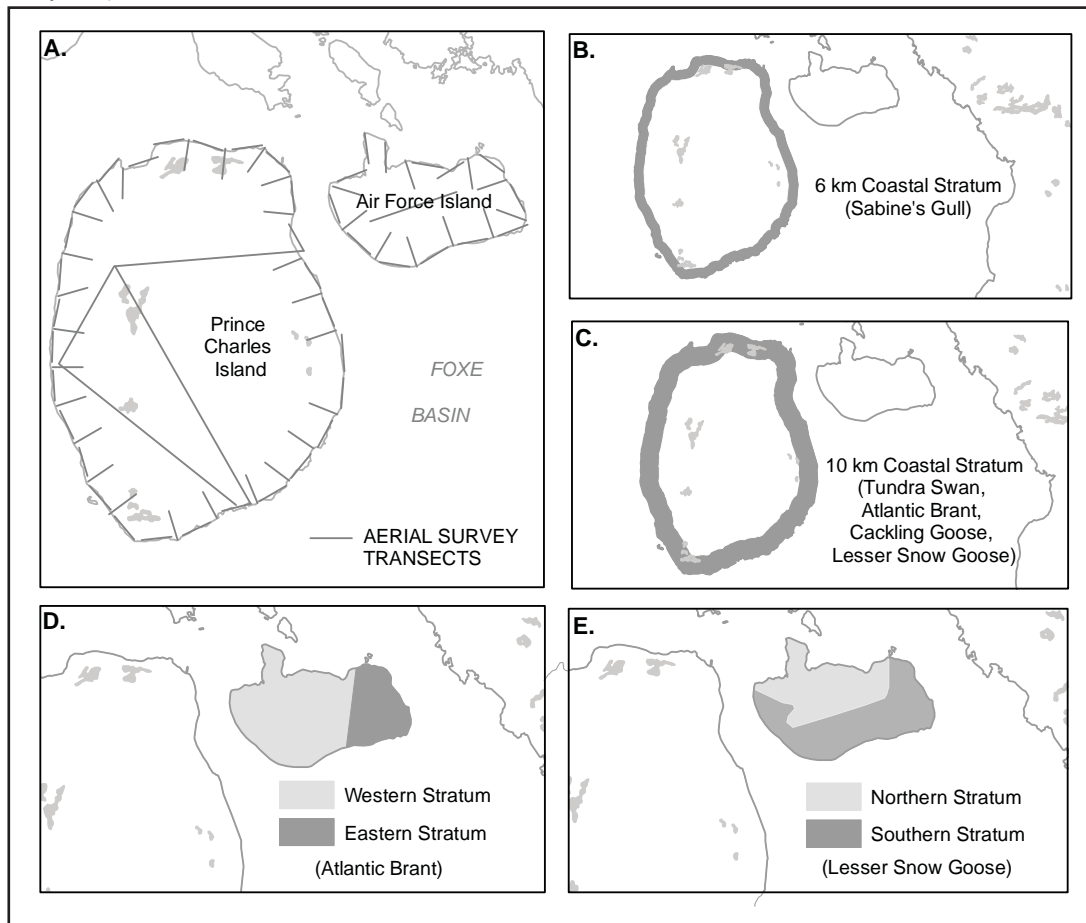 A.
Air Force Island
Prince
Charles
Island
FOXE
BASIN
AERIAL SURVEY
TRANSECTS
B.
6 km Coastal Stratum
(Sabine's Gull)
C.
10 km Coastal Stratum
(Tundra Swan,
Atlantic Brant,
Cackling Goose,
Lesser Snow Goose)
D.
Western Stratum
Eastern Stratum
(Atlantic Brant)
E.
Northern Stratum
Southern Stratum
(Lesser Snow Goose)